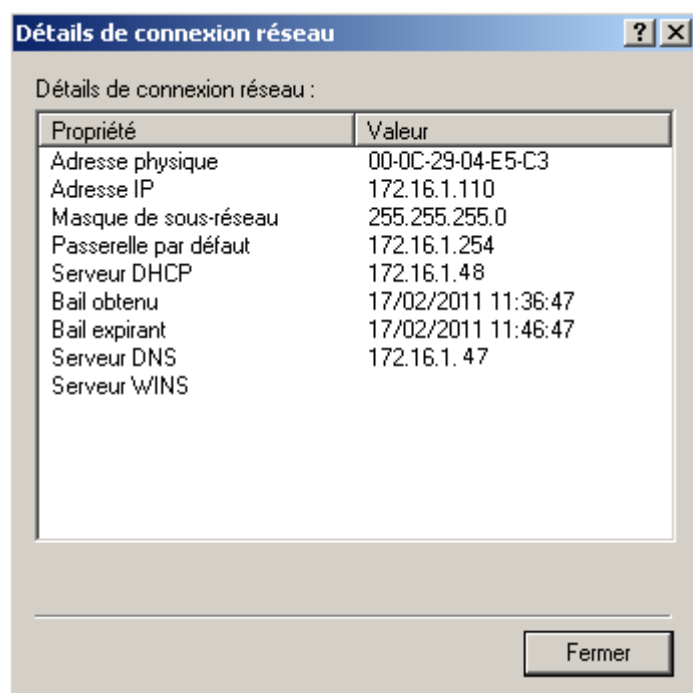 Détails de connexion réseau
Détails de connexion réseau :
Propriété Valeur
Adresse physique 00-0C-29-04-E5-C3
Adresse IP 172.16.1.110
Masque de sous-réseau 255.255.255.0
Passerelle par défaut 172.16.1.254
Serveur DHCP 172.16.1.48
Bail obtenu 17/02/2011 11:36:47
Bail expirant 17/02/2011 11:46:47
Serveur DNS 172.16.1. 47
Serveur WINS
Fermer